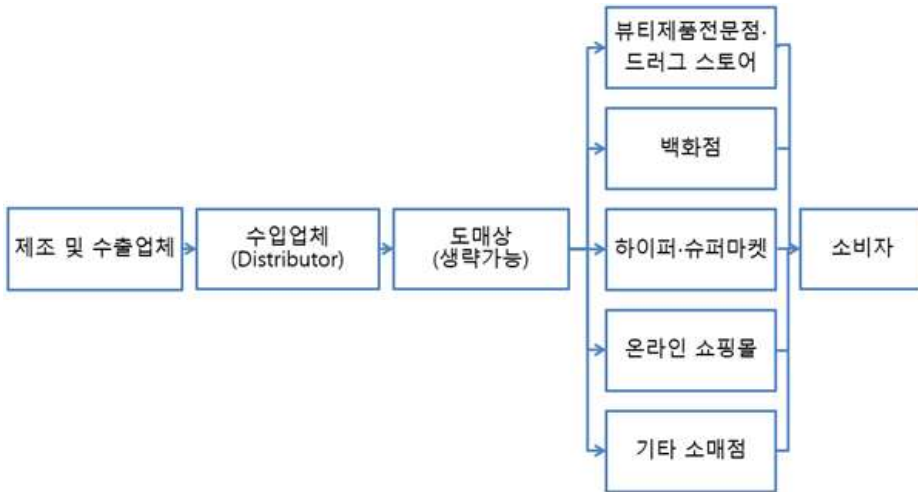 뷰티제품전문점·
드러그 스토어
백화점
제조 및 수출업체
수입업체
(Distributor)
도매상
(생략가능)
하이퍼·슈퍼마켓
소비자
온라인 쇼핑몰
기타 소매점